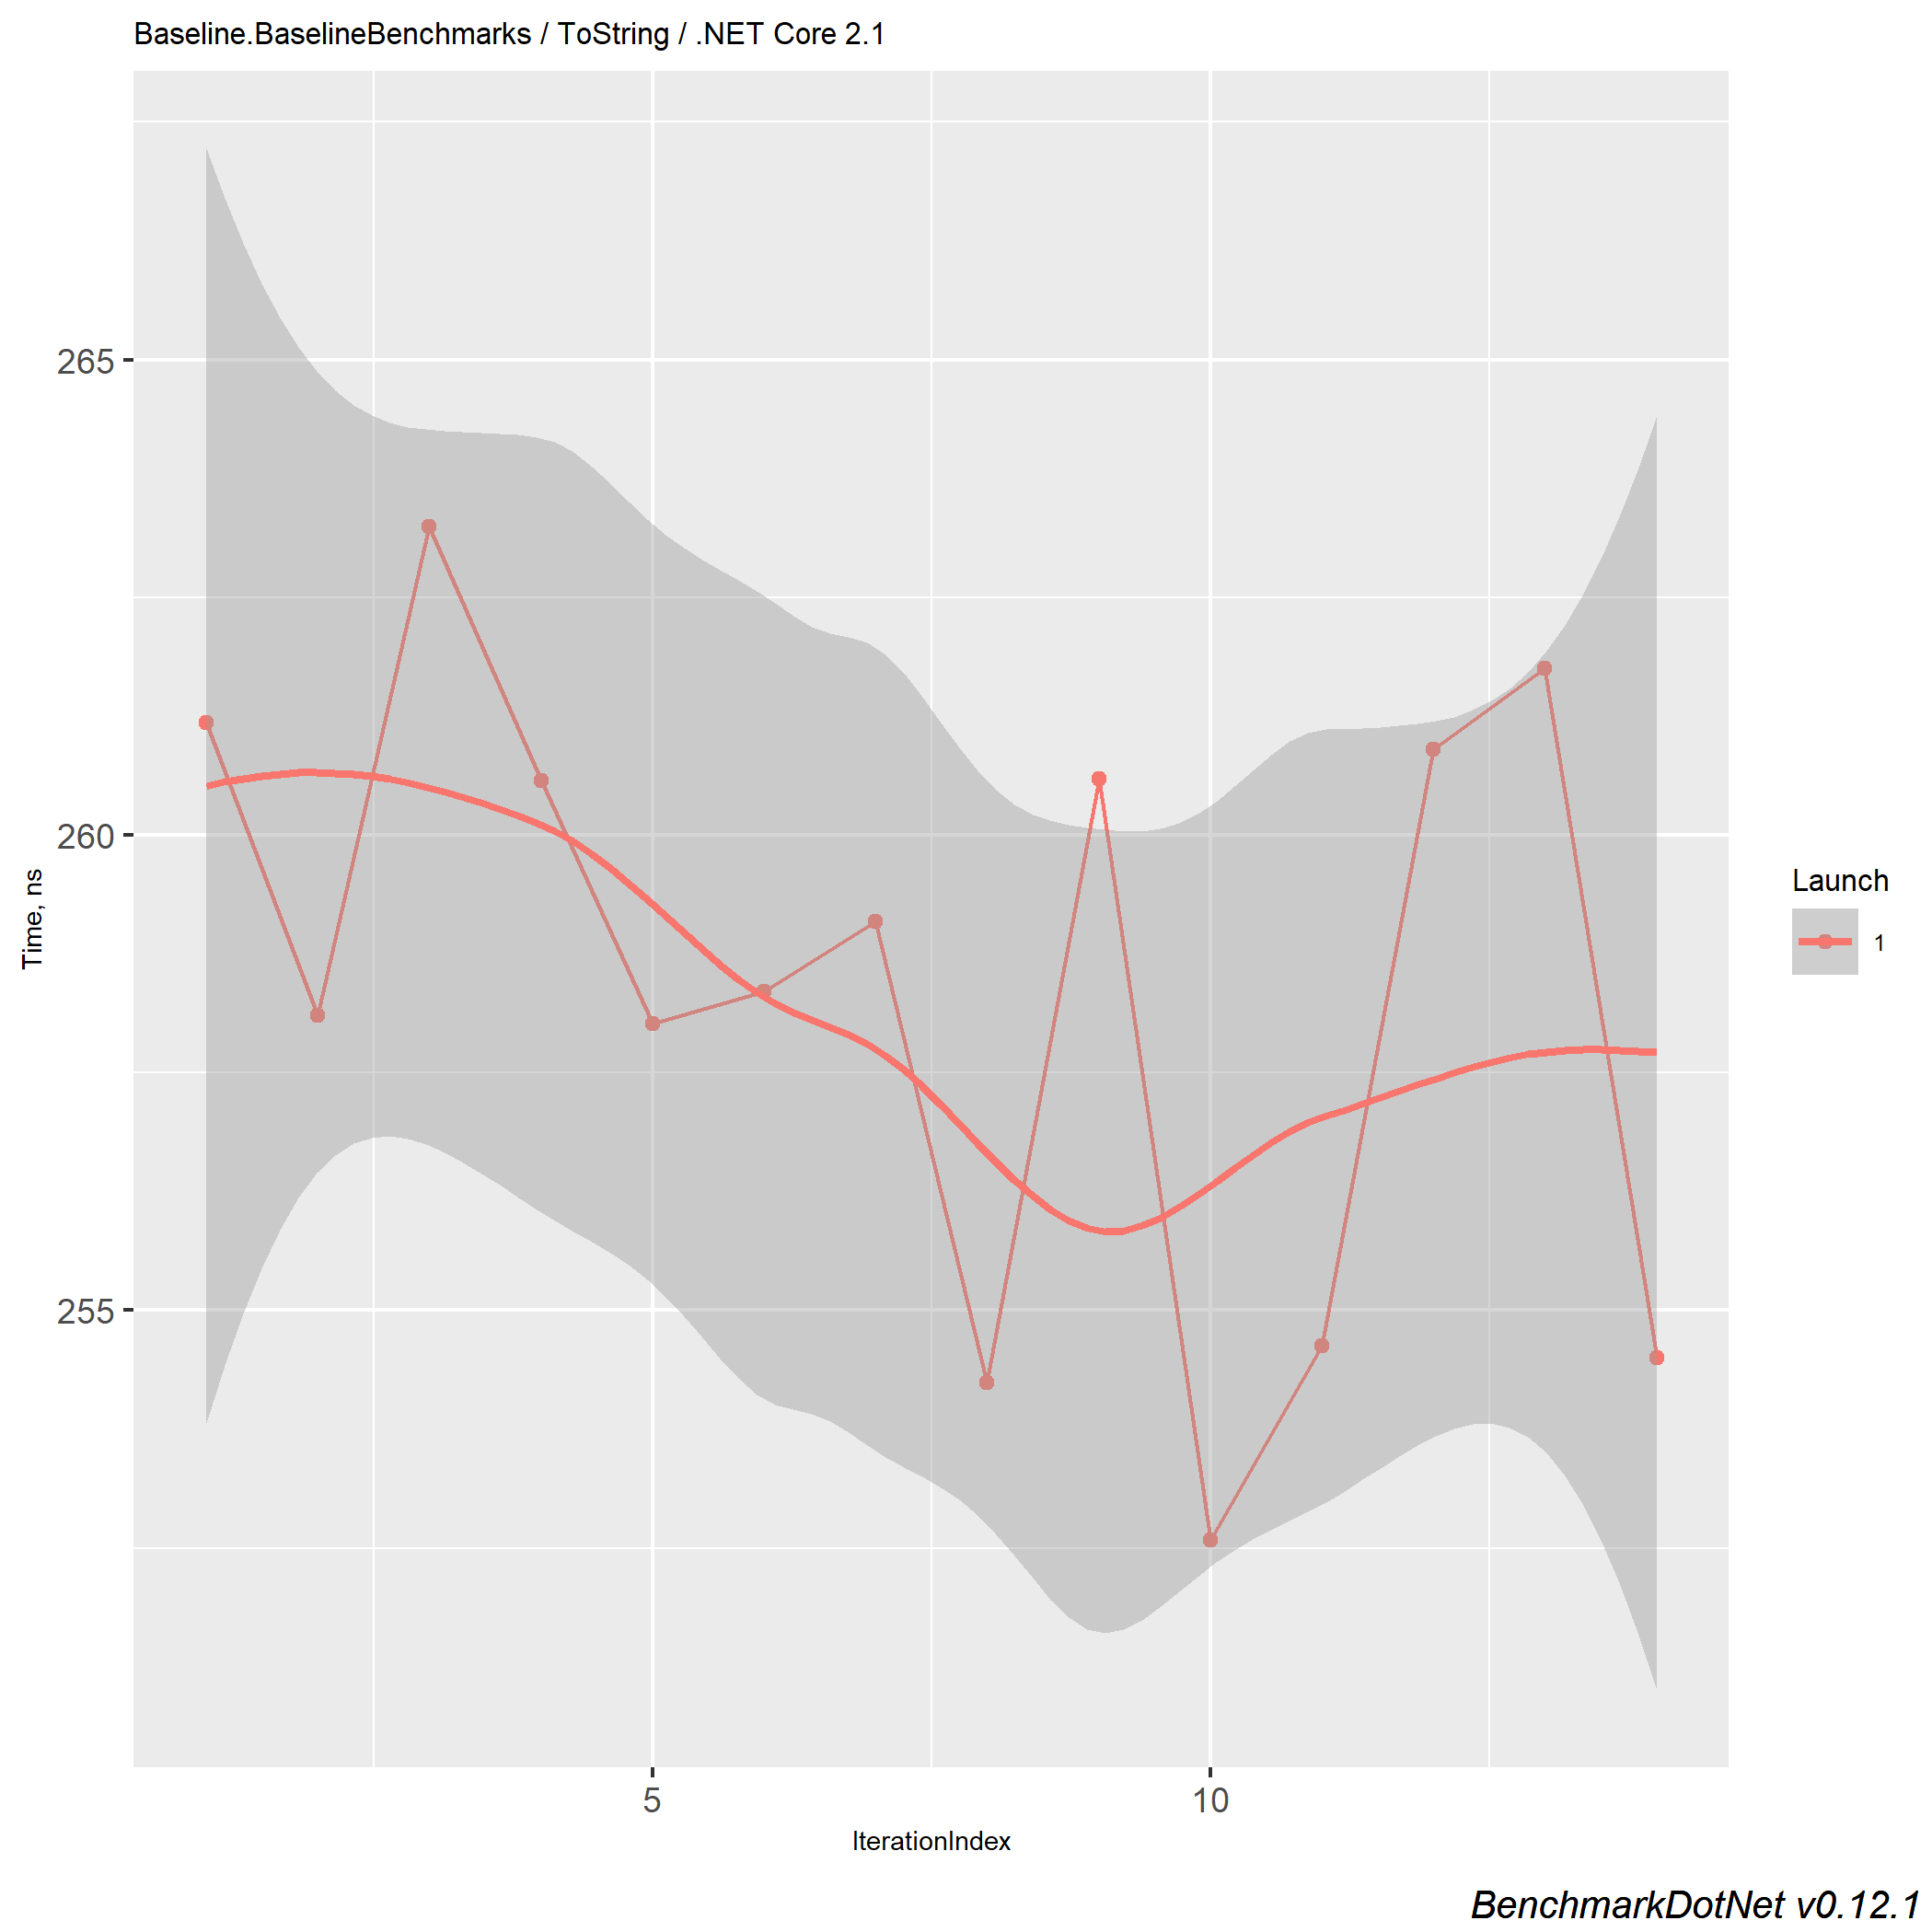 Baseline.BaselineBenchmarks / ToString / .NET Core 2.1
265
260
255
Time, ns
5
10
IterationIndex
Launch
1
BenchmarkDotNet v0.12.1